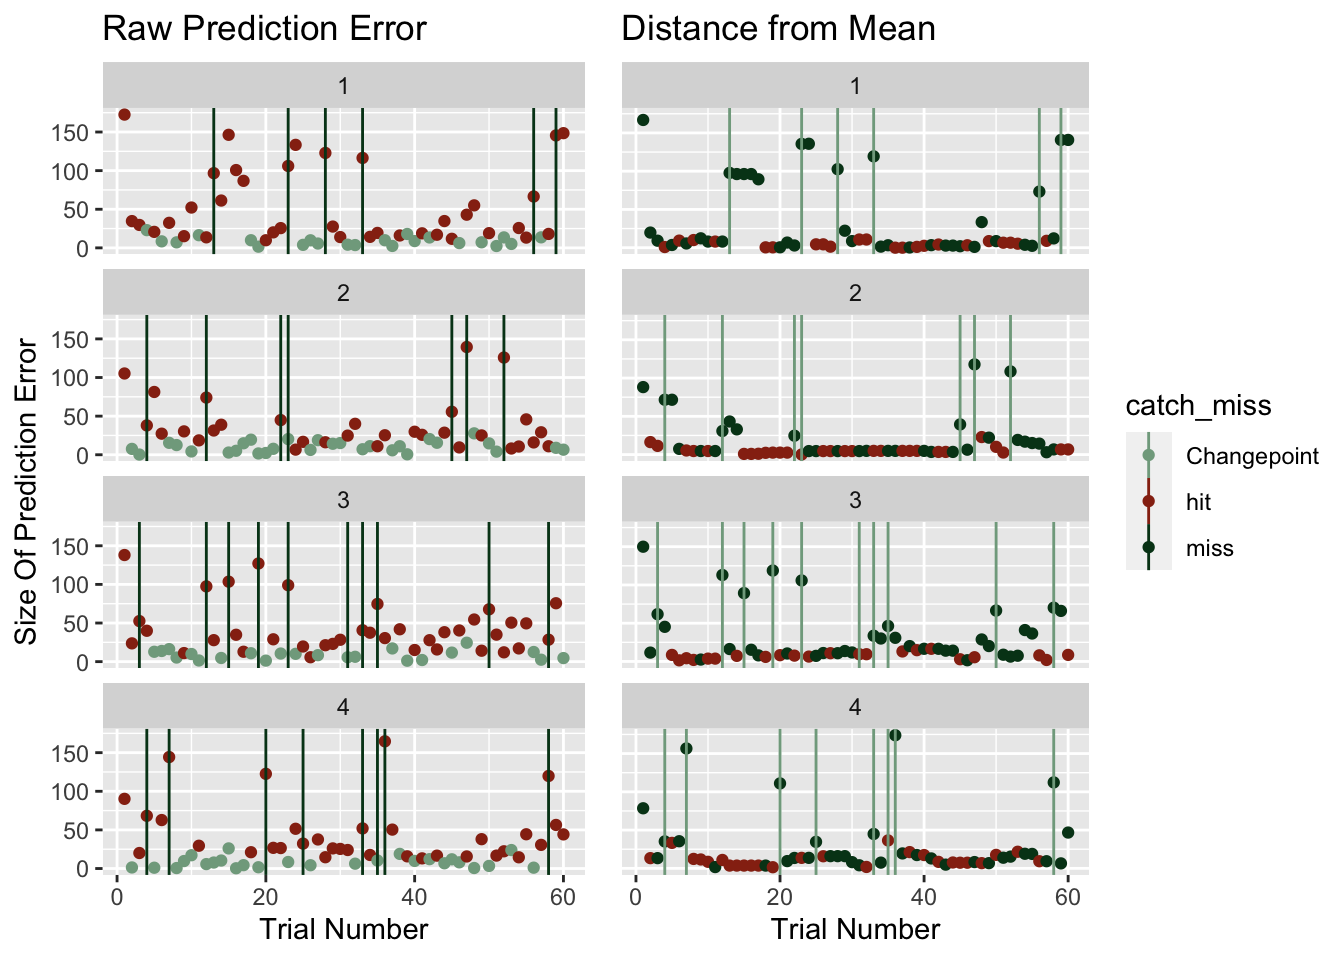 Raw Prediction Error
Distance from Mean
1
1
150
100
50
0
2
2
150
100
50
0
3
3
150
100
50
0
4
4
150
100
50
0
0 20 40 60
0 20 40 60
Trial Number
Trial Number
Size Of Prediction Error
catch_miss
Changepoint
hit
miss